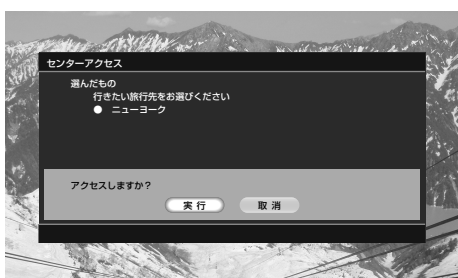 センターアクセス
選んだもの
行きたい旅行先をお選びください
● ニューヨーク
アクセスしますか？
実行 取消